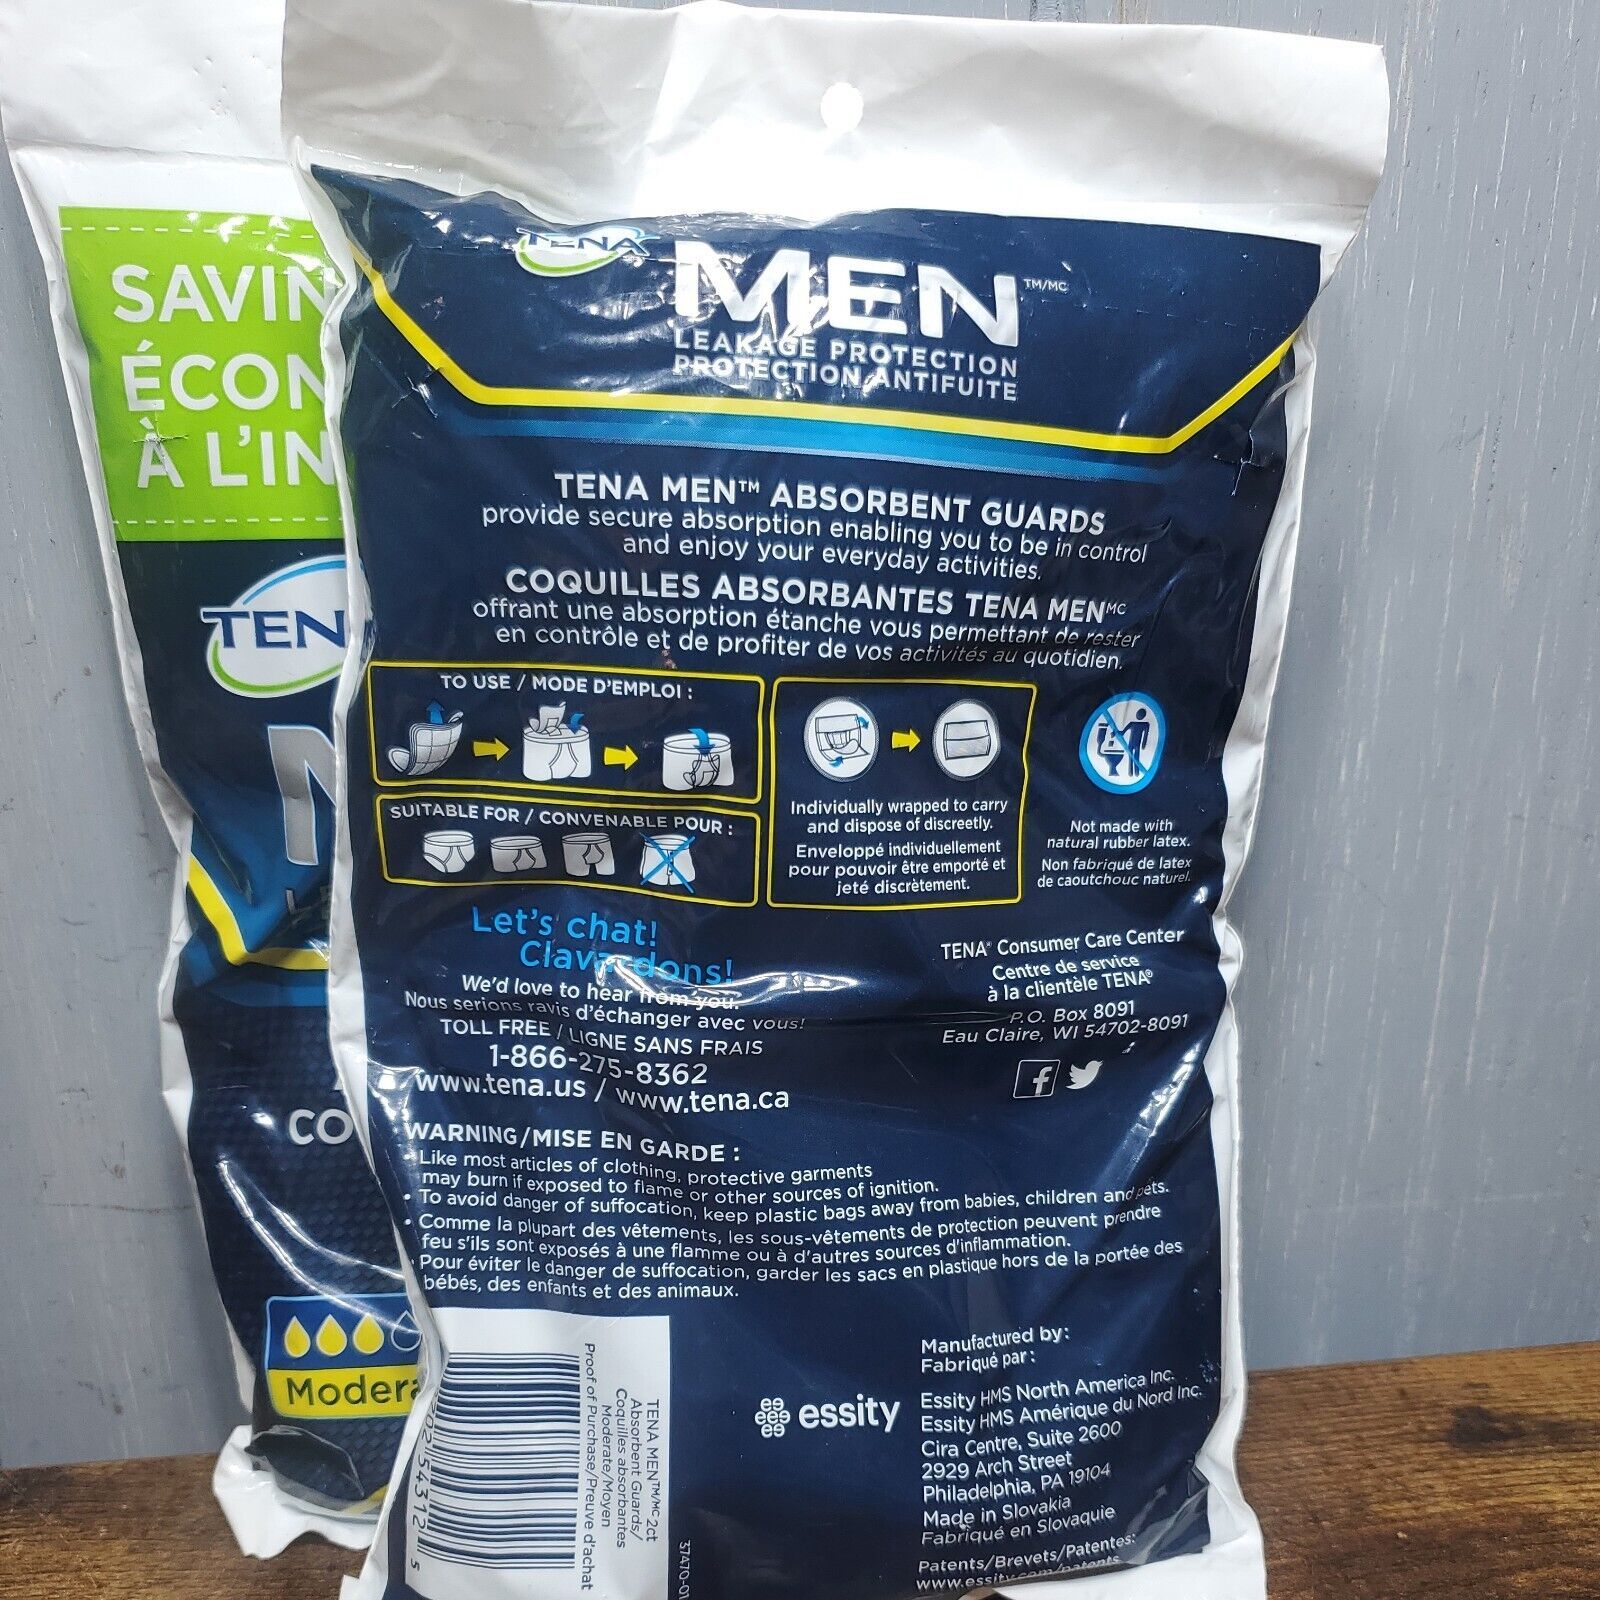 SAVIN
ÉCON
À L'IN
TEN
CO
Modera
TENA
MEN TM/MC
LEAKAGE PROTECTION
PROTECTION ANTIFUITE
TENA MEN™ ABSORBENT GUARDS
provide secure absorption enabling you to be in control
and enjoy your everyday activities.
COQUILLES ABSORBANTES TENA MENMC
offrant une absorption étanche vous permettant de rester
en contrôle et de profiter de vos activités au quotidien.
TO USE / MODE D'EMPLOI :
SUITABLE FOR / CONVENABLE POUR :
Individually wrapped to carry
and dispose of discreetly.
Enveloppé individuellement
pour pouvoir être emporté et
jeté discrètement.
Not made with
natural rubber latex.
Non fabriqué de latex
de caoutchouc naturel.
Let's chat!
Clavardons!
We'd love to hear from you.
Nous serions ravis d'échanger avec vous!
TOLL FREE / LIGNE SANS FRAIS
1-866-275-8362
www.tena.us / www.tena.ca
TENA® Consumer Care Center
Centre de service
à la clientèle TENA®
P.O. Box 8091
Eau Claire, WI 54702-8091
WARNING/MISE EN GARDE :
• Like most articles of clothing, protective garments
may burn if exposed to flame or other sources of ignition.
• To avoid danger of suffocation, keep plastic bags away from babies, children and pets.
• Comme la plupart des vêtements, les sous-vêtements de protection peuvent prendre
feu s'ils sont exposés à une flamme ou à d'autres sources d'inflammation.
• Pour éviter le danger de suffocation, garder les sacs en plastique hors de la portée des
bébés, des enfants et des animaux.
TENA MENTM/MC 2ct
Absorbent Guards/
Coquilles absorbantes
Moderate/Moyen
Proof of Purchase/Preuve d'achat
37470-01
essity
Manufactured by:
Fabriqué par :
Essity HMS North America Inc.
Essity HMS Amérique du Nord Inc.
Cira Centre, Suite 2600
2929 Arch Street
Philadelphia, PA 19104
Made in Slovakia
Fabriqué en Slovaquie
Patents/Brevets/Patentes:
www.essity.com/patents